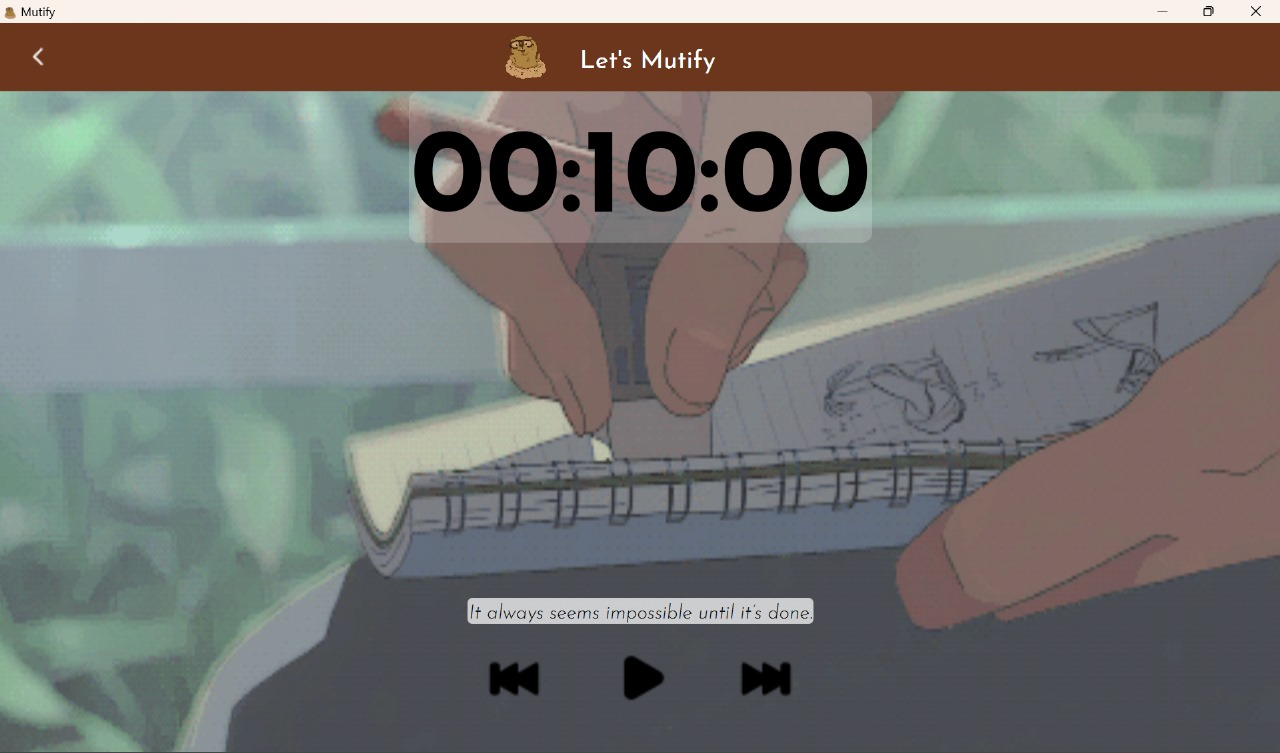 Mutify
Let's Mutify
00:10:00
It always seems impossible until it's done.